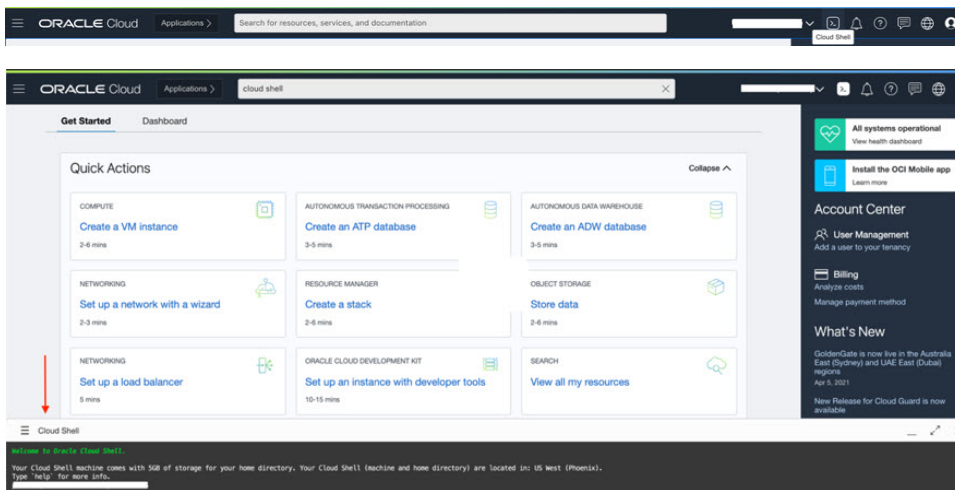 ORACLE Cloud Applications > Search for resources, services, and documentation
Cloud Shell
ORACLE Cloud Applications > cloud shell
Get Started Dashboard
Quick Actions Collapse
COMPUTE
Create a VM instance
2-6 mins
AUTONOMOUS TRANSACTION PROCESSING
Create an ATP database
3-5 mins
AUTONOMOUS DATA WAREHOUSE
Create an ADW database
3-5 mins
NETWORKING
Set up a network with a wizard
2-3 mins
RESOURCE MANAGER
Create a stack
2-6 mins
OBJECT STORAGE
Store data
2-6 mins
NETWORKING
Set up a load balancer
5 mins
ORACLE CLOUD DEVELOPMENT KIT
Set up an instance with developer tools
10-15 mins
SEARCH
View all my resources
All systems operational
View health dashboard
Install the OCI Mobile app
Learn more
Account Center
User Management
Add a user to your tenancy
Billing
Analyze costs
Manage payment method
What's New
GoldenGate is now live in the Australia
East (Sydney) and UAE East (Dubai)
regions
Apr 5, 2021
New Release for Cloud Guard is now
available
Cloud Shell
Welcome to Oracle Cloud Shell.
Your Cloud Shell machine comes with 5GB of storage for your home directory. Your Cloud Shell (machine and home directory) are located in: US West (Phoenix).
Type `help` for more info.